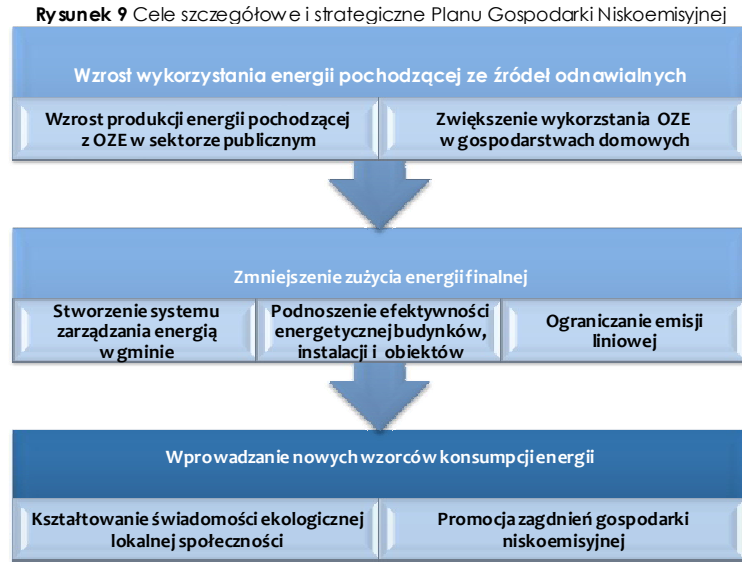 Rysunek 9 Cele szczegółowe i strategiczne Planu Gospodarki Niskoemisyjnej
Wzrost wykorzystania energii pochodzącej ze źródeł odnawialnych
Wzrost produkcji energii pochodzącej
z OZE w sektorze publicznym
Zwiększenie wykorzstania OZE
w gospodarstwach domowych
Zmniejszenie zużycia energii finalnej
Stworzenie systemu
zarządzania energią
w gminie
Podnoszenie efektywności
energetycznej budynków,
instalacji i obiektów
Ograniczanie emisji
liniowej
Wprowadzanie nowych wzorców konsumpcji energii
Kształtowanie świadomości ekologicznej
lokalnej społeczności
Promocja zagdnień gospodarki
niskoemisyjnej